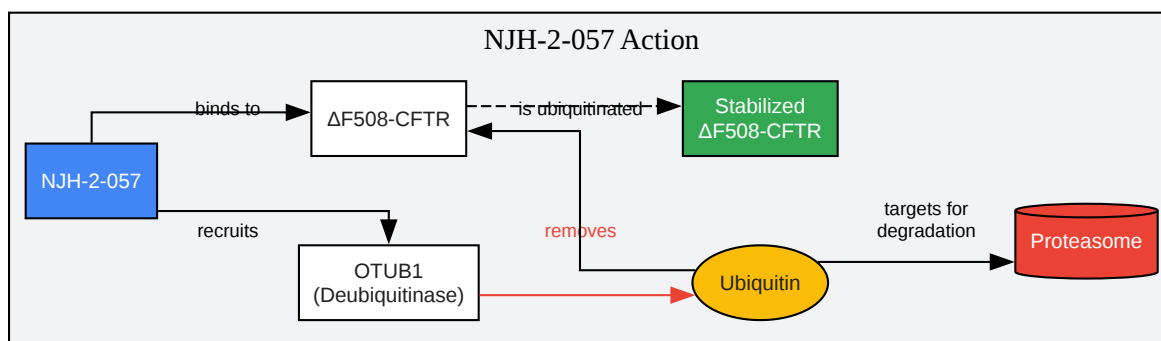 NJH-2-057 Action
binds to
ΔF508-CFTR
is ubiquitinated
Stabilized
ΔF508-CFTR
NJH-2-057
recruits
removes
targets for
degradation
Proteasome
OTUB1
(Deubiquitinase)
Ubiquitin